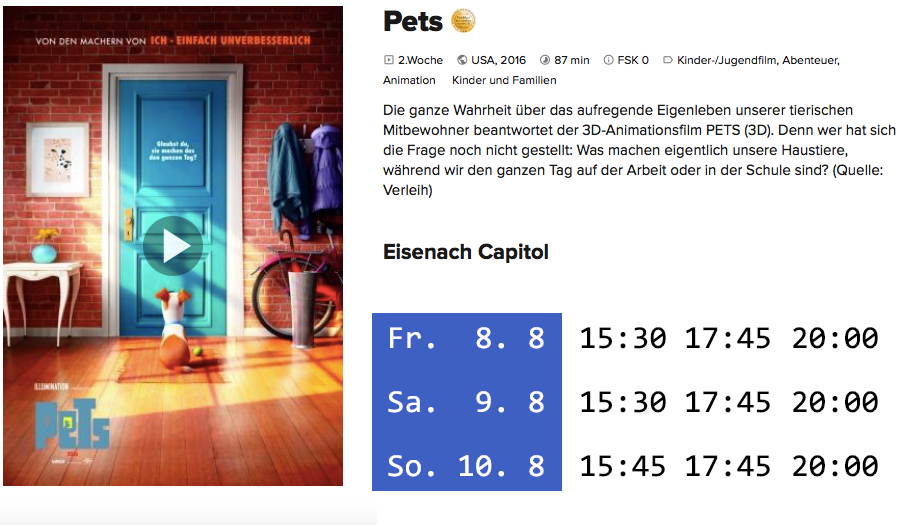 VON DEN MACHERN VON ICH - EINFACH UNVERBESSERLICH
Glaubst du,
sie machen das
den ganzen Tag?
ILLUMINATION
PeTs
Pets
2.Woche USA, 2016 87 min FSK 0 Kinder-/Jugendfilm, Abenteuer,
Animation Kinder und Familien
Die ganze Wahrheit über das aufregende Eigenleben unserer tierischen
Mitbewohner beantwortet der 3D-Animationsfilm PETS (3D). Denn wer hat sich
die Frage noch nicht gestellt: Was machen eigentlich unsere Haustiere,
während wir den ganzen Tag auf der Arbeit oder in der Schule sind? (Quelle:
Verleih)
Eisenach Capitol
Fr. 8. 8 15:30 17:45 20:00
Sa. 9. 8 15:30 17:45 20:00
So. 10. 8 15:45 17:45 20:00